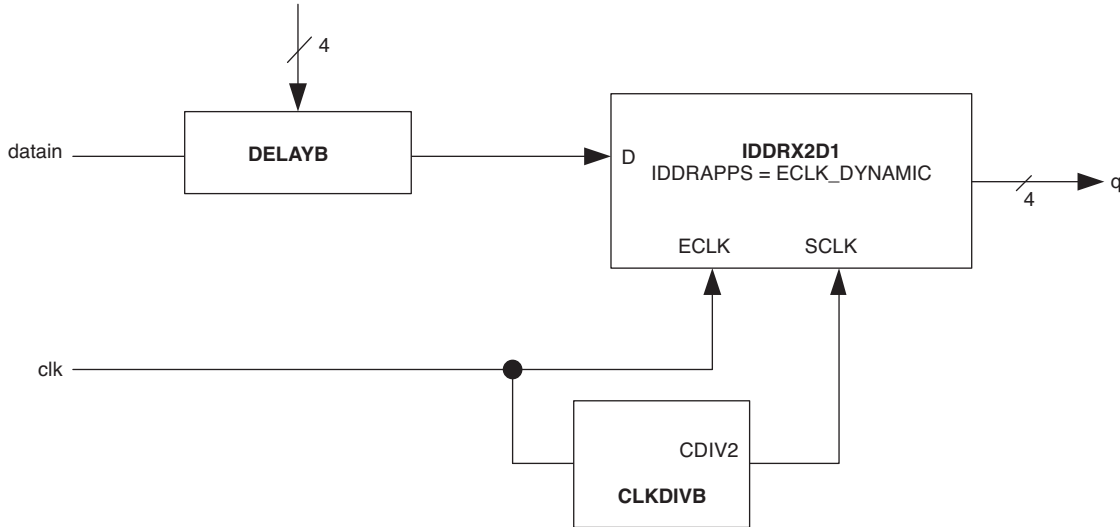 4
datain
DELAYB
D
IDDRX2D1
IDDRAPPS = ECLK_DYNAMIC
4
q
ECLK
SCLK
clk
CDIV2
CLKDIVB